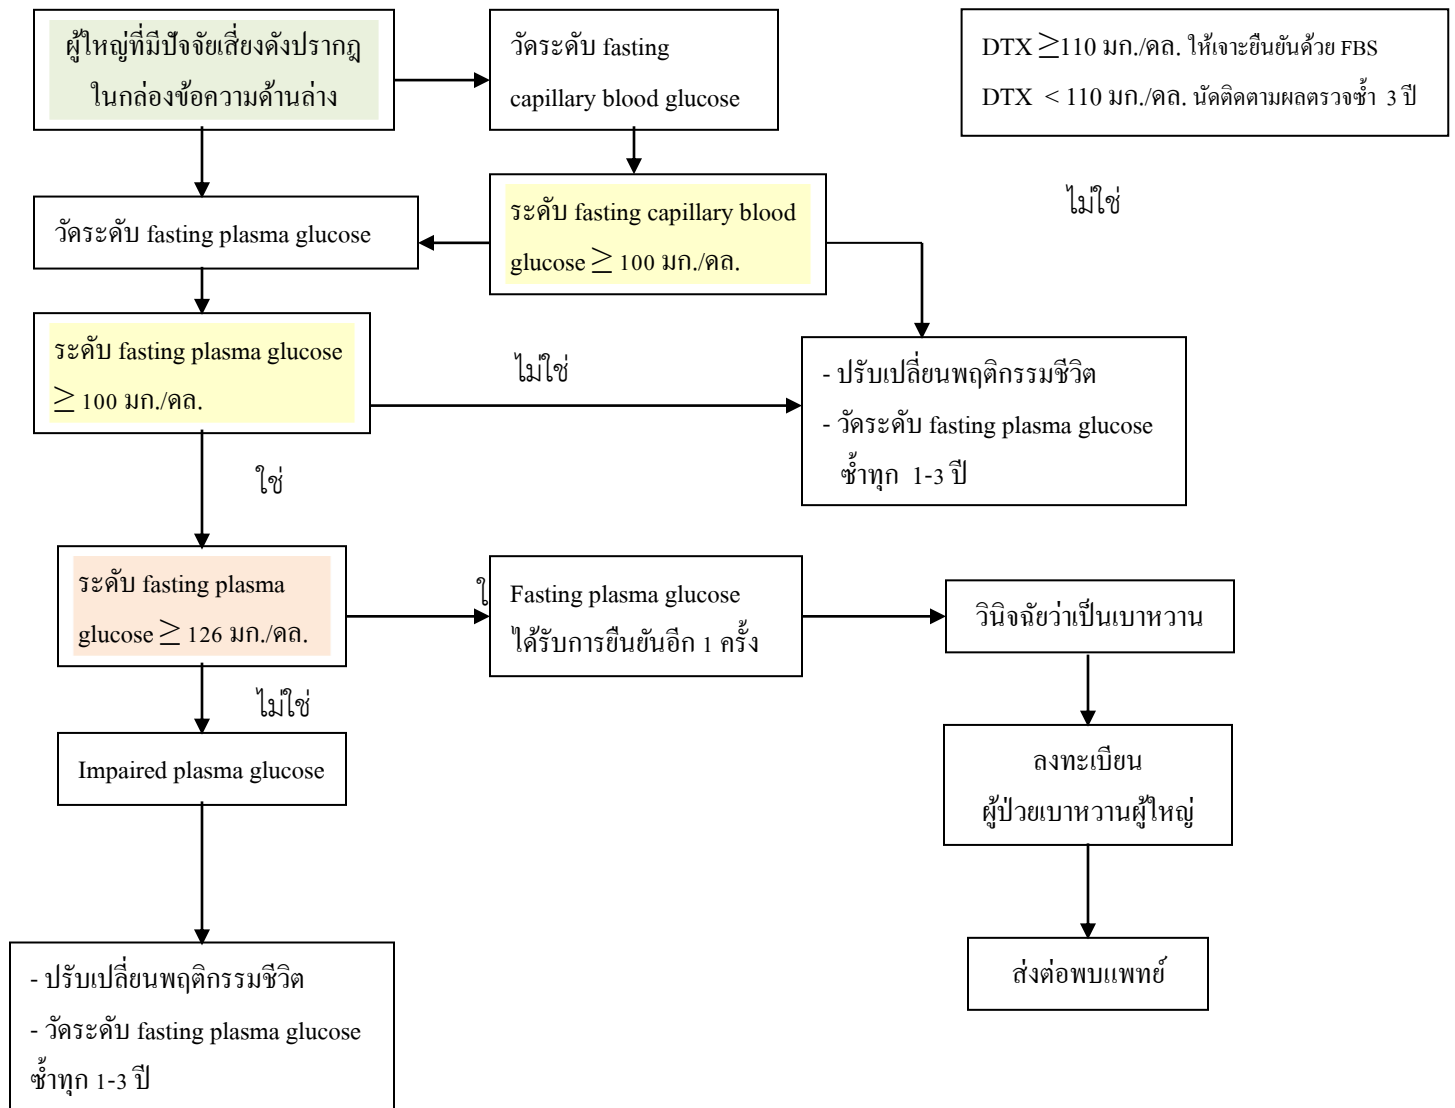 ผู้ใหญ่ที่มีปัจจัยเสี่ยงดังปรากฎ
ในกล่องข้อความด้านล่าง
วัดระดับ fasting
capillary blood glucose
DTX ≥110 มก./ดล. ให้เจาะยืนยันด้วย FBS
DTX < 110 มก./ดล. นัดติดตามผลตรวจซ้ำ 3 ปี
วัดระดับ fasting plasma glucose
ระดับ fasting capillary blood
glucose ≥ 100 มก./ดล.
ไม่ใช่
ระดับ fasting plasma glucose
≥ 100 มก./ดล.
ไม่ใช่
- ปรับเปลี่ยนพฤติกรรมชีวิต
- วัดระดับ fasting plasma glucose
ซ้ำทุก 1-3 ปี
ใช่
ระดับ fasting plasma
glucose ≥ 126 มก./ดล.
ใ
Fasting plasma glucose
ได้รับการยืนยันอีก 1 ครั้ง
วินิจฉัยว่าเป็นเบาหวาน
ไม่ใช่
Impaired plasma glucose
ลงทะเบียน
ผู้ป่วยเบาหวานผู้ใหญ่
- ปรับเปลี่ยนพฤติกรรมชีวิต
- วัดระดับ fasting plasma glucose
ซ้ำทุก 1-3 ปี
ส่งต่อพบแพทย์